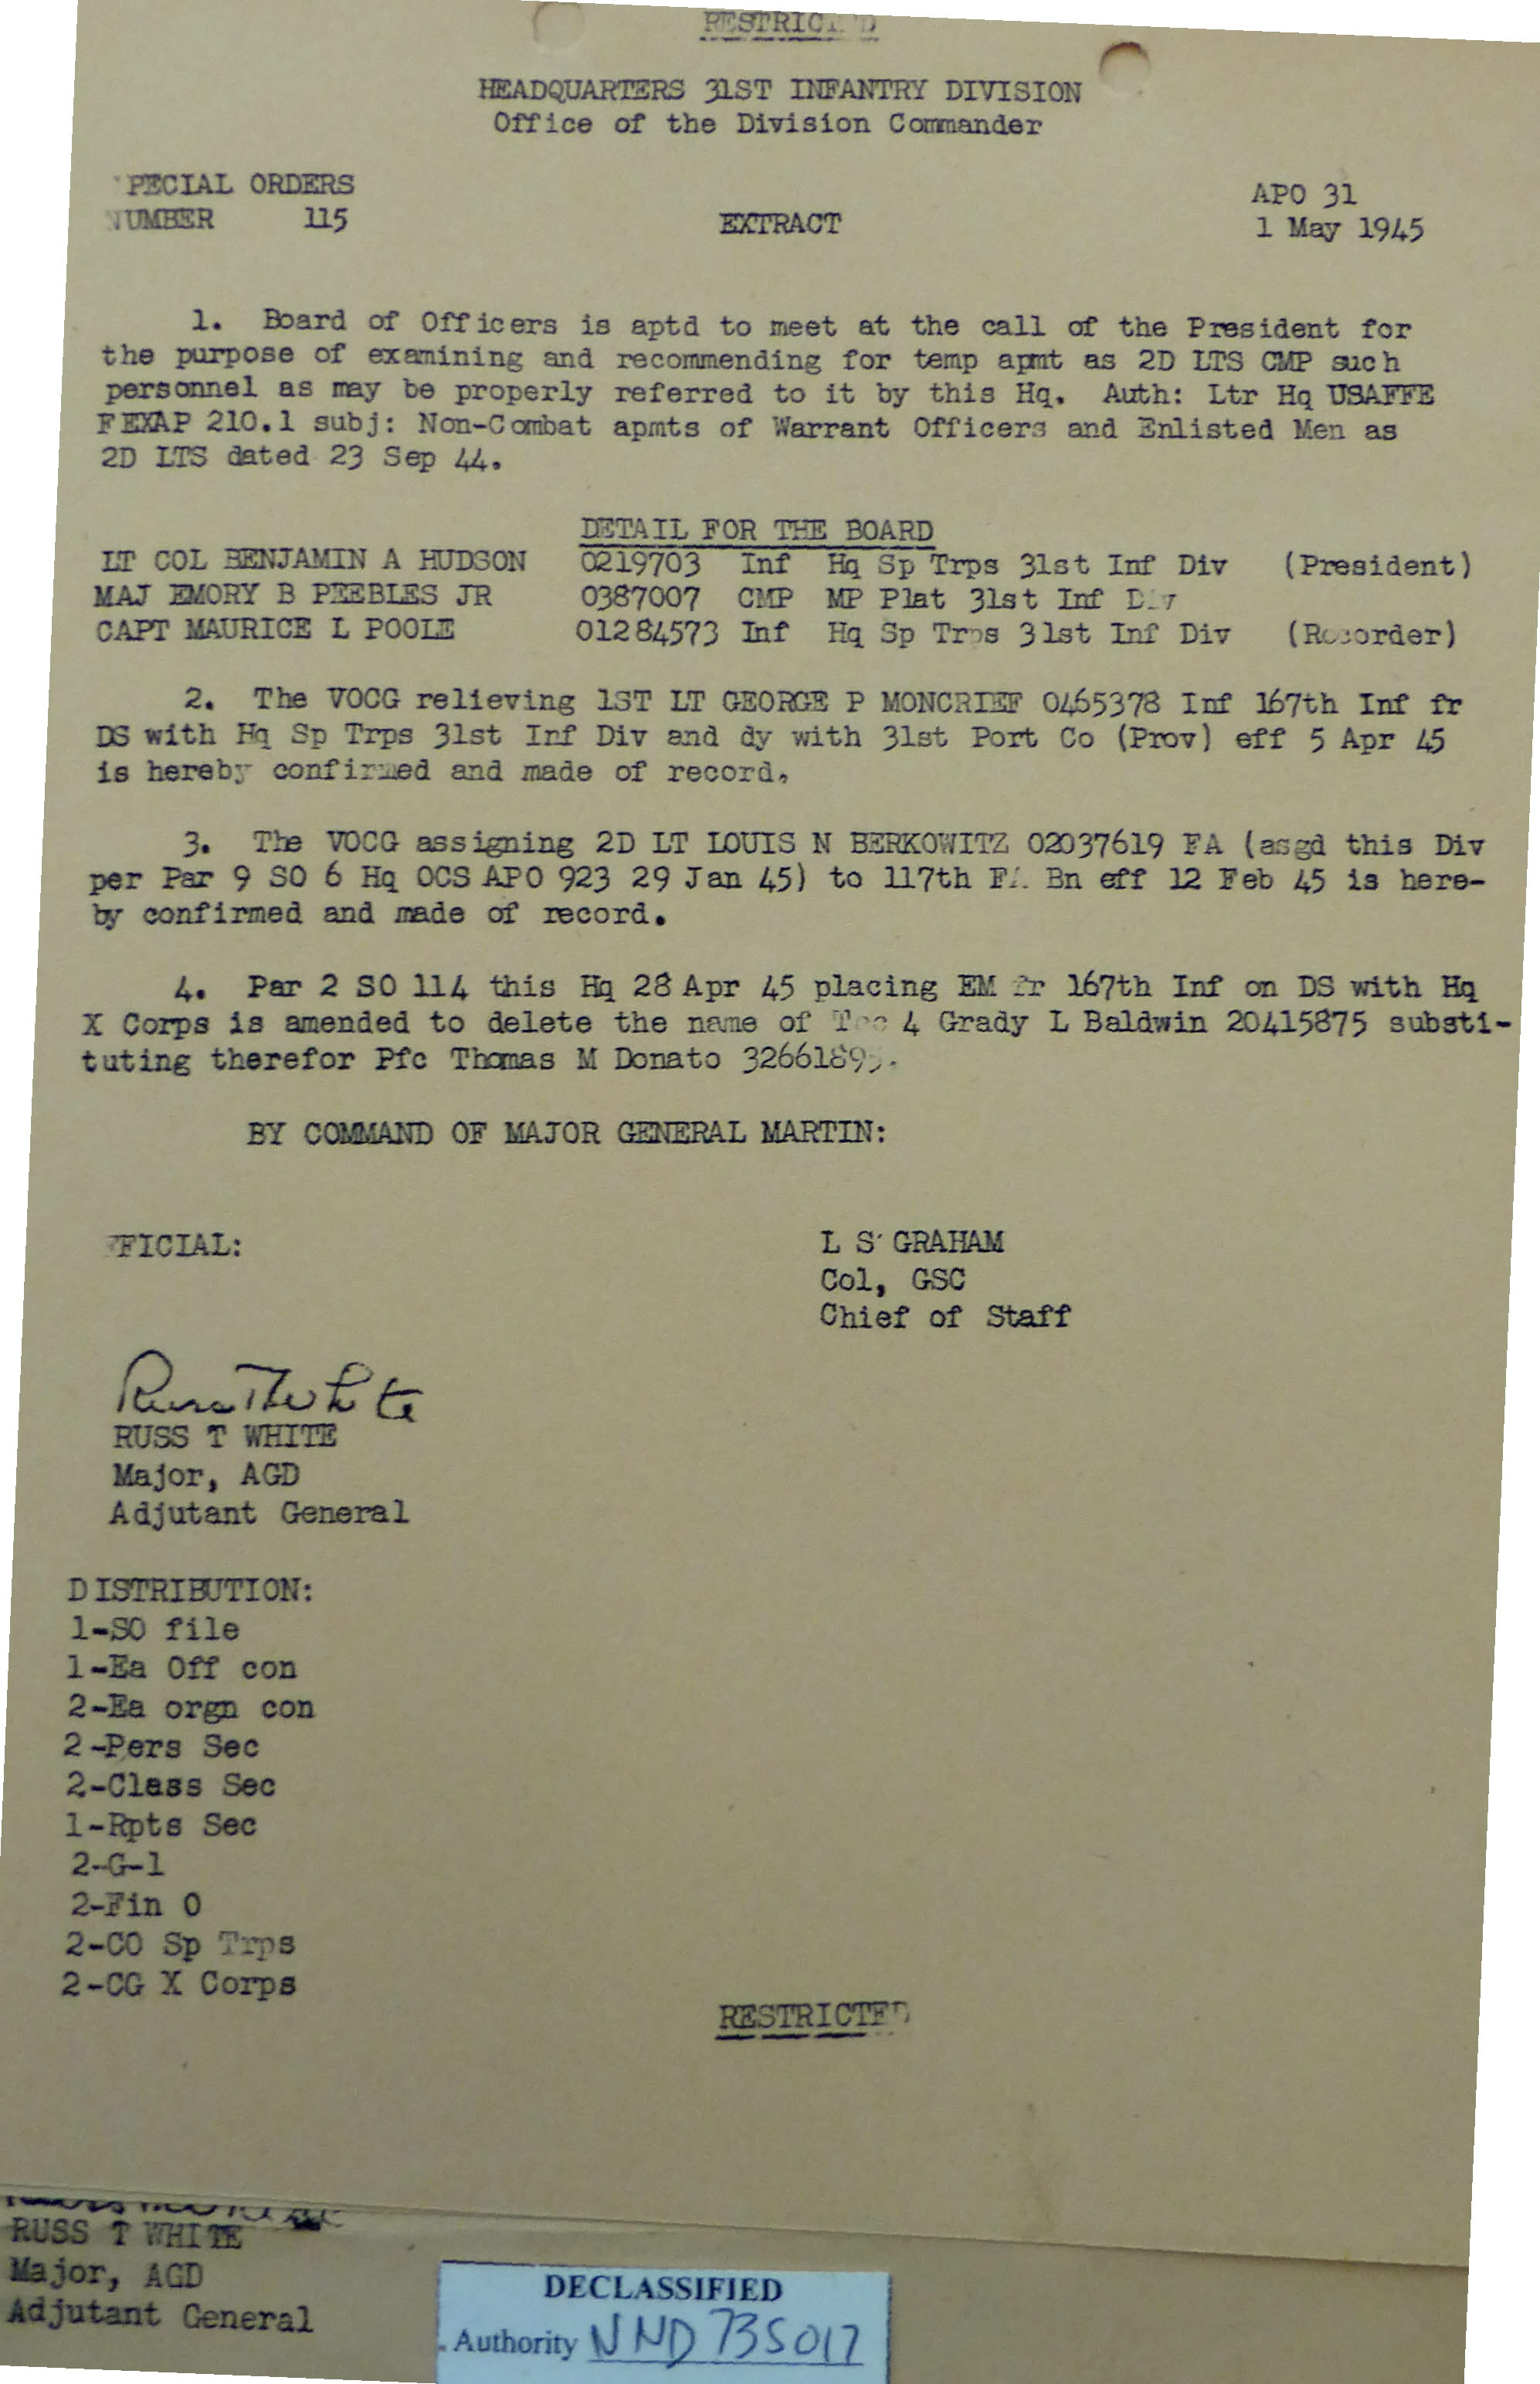 RESTRICTED
HEADQUARTERS 31ST INFANTRY DIVISION
Office of the Division Commander
PECIAL ORDERS
NUMBER 115
EXTRACT
APO 31
1 May 1945
1. Board of Officers is aptd to meet at the call of the President for
the purpose of examining and recommending for temp apmt as 2D LTS CMP such
personnel as may be properly referred to it by this Hq. Auth: Ltr Hq USAFFE
FEXAP 210.1 subj: Non-Combat apmts of Warrant Officers and Enlisted Men as
2D LTS dated 23 Sep 44.
DETAIL FOR THE BOARD
LT COL BENJAMIN A HUDSON 0219703 Inf Hq Sp Trps 31st Inf Div (President)
MAJ EMORY B PEEBLES JR 0387007 CMP MP Plat 31st Inf Div
CAPT MAURICE L POOLE 01284573 Inf Hq Sp Trps 31st Inf Div (Recorder)
2. The VOCG relieving 1ST LT GEORGE P MONCRIEF 0465378 Inf 167th Inf fr
DS with Hq Sp Trps 31st Inf Div and dy with 31st Port Co (Prov) eff 5 Apr 45
is hereby confirmed and made of record.
3. The VOCG assigning 2D LT LOUIS N BERKOWITZ 02037619 FA (asgd this Div
per Par 9 SO 6 Hq OCS APO 923 29 Jan 45) to 117th FA Bn eff 12 Feb 45 is here-
by confirmed and made of record.
4. Par 2 SO 114 this Hq 28 Apr 45 placing EM fr 167th Inf on DS with Hq
X Corps is amended to delete the name of Tec 4 Grady L Baldwin 20415875 substi-
tuting therefor Pfc Thomas M Donato
BY COMMAND OF MAJOR GENERAL MARTIN:
FFICIAL:
L S GRAHAM
Col, GSC
Chief of Staff
Russ T White
RUSS T WHITE
Major, AGD
Adjutant General
DISTRIBUTION:
1-SO file
1-Ea Off con
2-Ea orgn con
2-Pers Sec
2-Class Sec
1-Rpts Sec
2-G-1
2-Fin O
2-CO Sp Trps
2-CG X Corps
RESTRICTED
RUSS T WHITE
Major, AGD
Adjutant General
DECLASSIFIED
Authority NND 735017